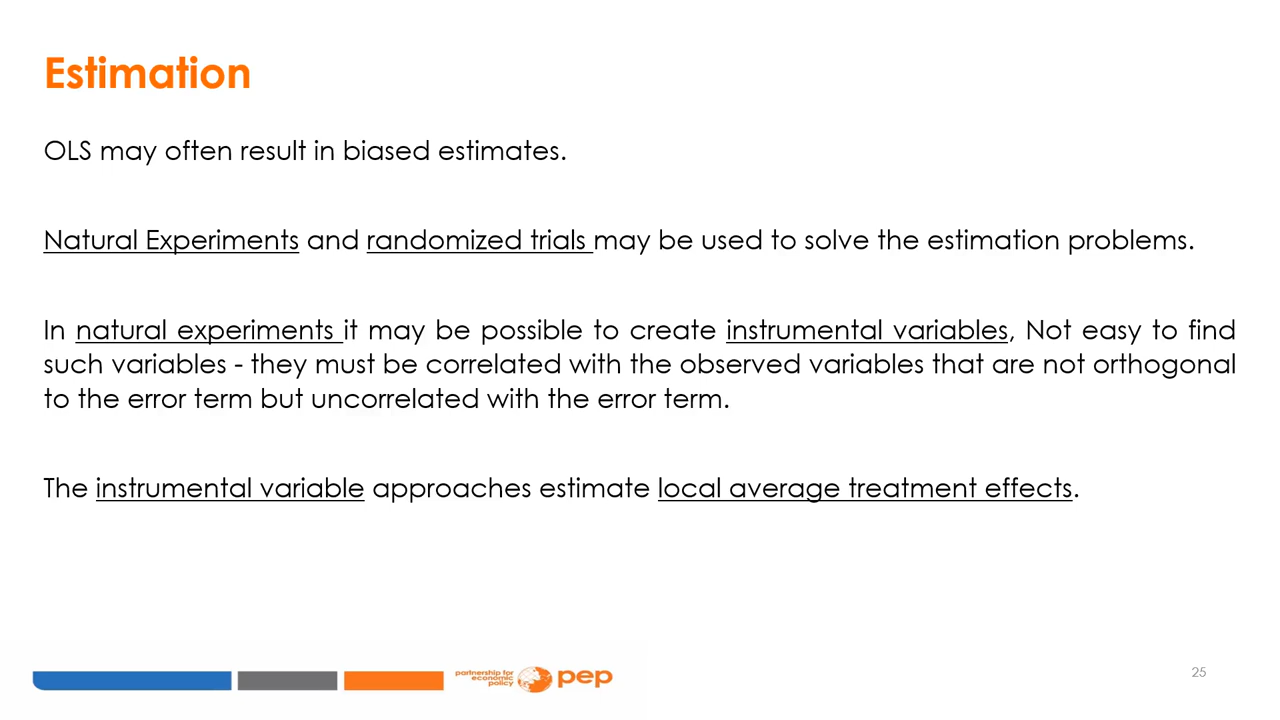 Estimation
OLS may often result in biased estimates.
Natural Experiments and randomized trials may be used to solve the estimation problems.
In natural experiments it may be possible to create instrumental variables, Not easy to find
such variables - they must be correlated with the observed variables that are not orthogonal
to the error term but uncorrelated with the error term.
The instrumental variable approaches estimate local average treatment effects.
partnership for
economic
policy
pep
25